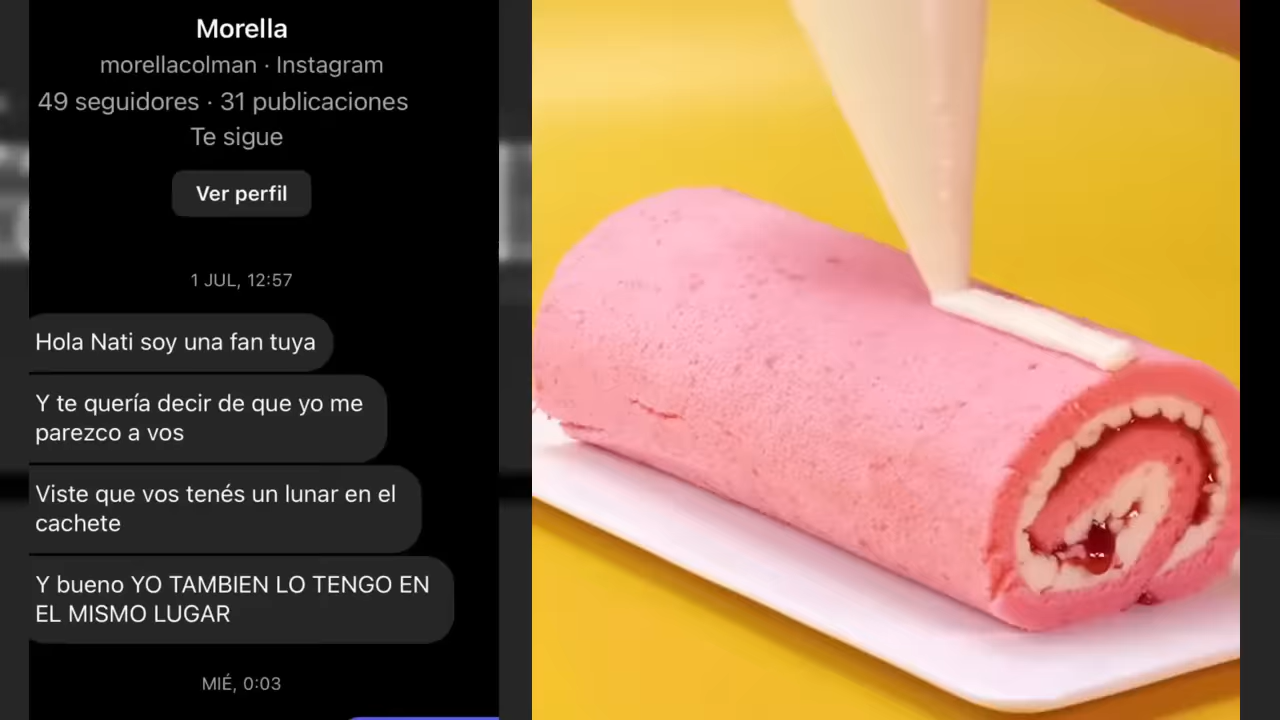 Morella
morellacolman · Instagram
49 seguidores · 31 publicaciones
Te sigue
Ver perfil
1 JUL, 12:57
Hola Nati soy una fan tuya
Y te quería decir de que yo me
parezco a vos
Viste que vos tenés un lunar en el
cachete
Y bueno YO TAMBIEN LO TENGO EN
EL MISMO LUGAR
MIÉ, 0:03